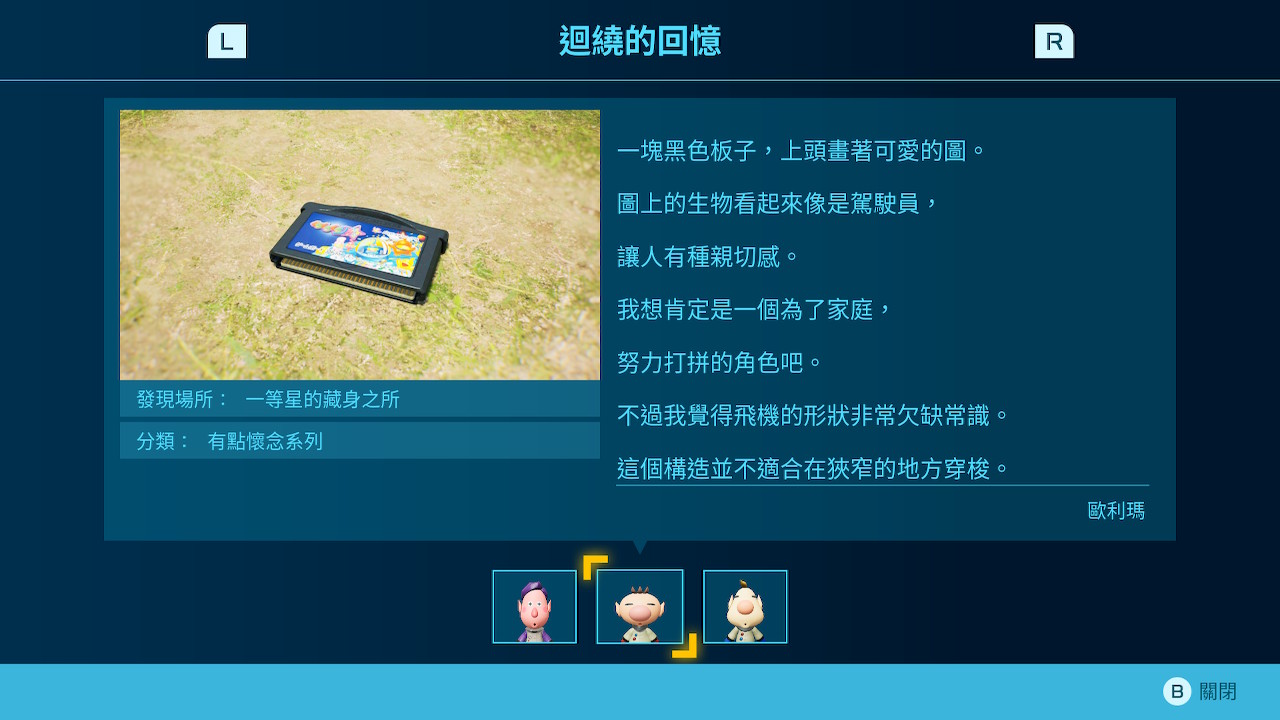 L
迴繞的回憶
R
一塊黑色板子，上頭畫著可愛的圖。
圖上的生物看起來像是駕駛員，
讓人有種親切感。
我想肯定是一個為了家庭，
努力打拼的角色吧。
不過我覺得飛機的形狀非常欠缺常識。
這個構造並不適合在狹窄的地方穿梭。
歐利瑪
發現場所： 一等星的藏身之所
分類： 有點懷念系列
B 關閉